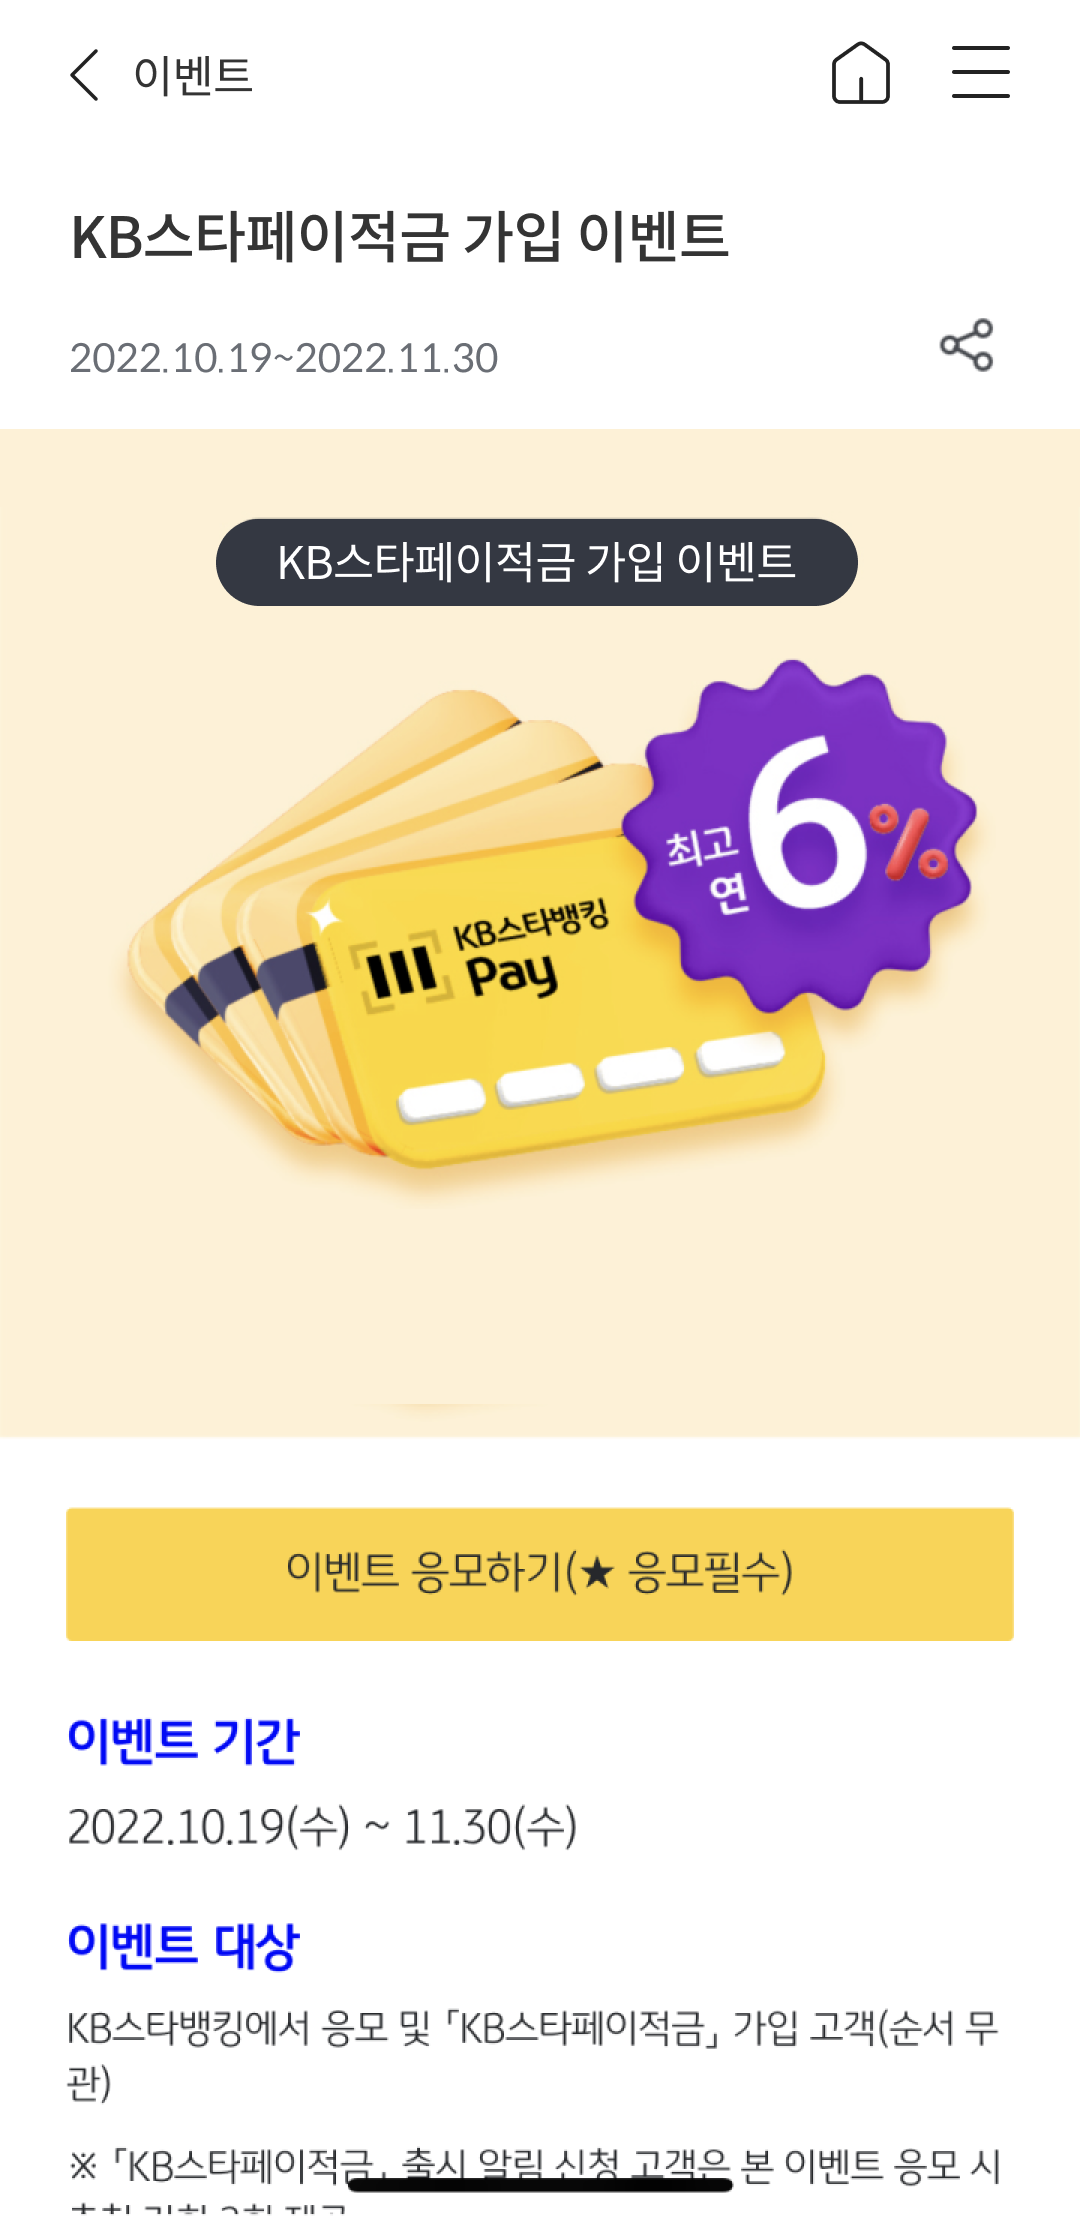 이벤트
KB스타페이적금 가입 이벤트
2022.10.19~2022.11.30
KB스타페이적금 가입 이벤트
최고
연 6%
KB스타뱅킹
Pay
이벤트 응모하기(★ 응모필수)
이벤트 기간
2022.10.19(수) ~ 11.30(수)
이벤트 대상
KB스타뱅킹에서 응모 및 「KB스타페이적금」 가입 고객(순서 무
관)
※ 「KB스타페이적금」 출시 알림 신청 고객은 본 이벤트 응모 시